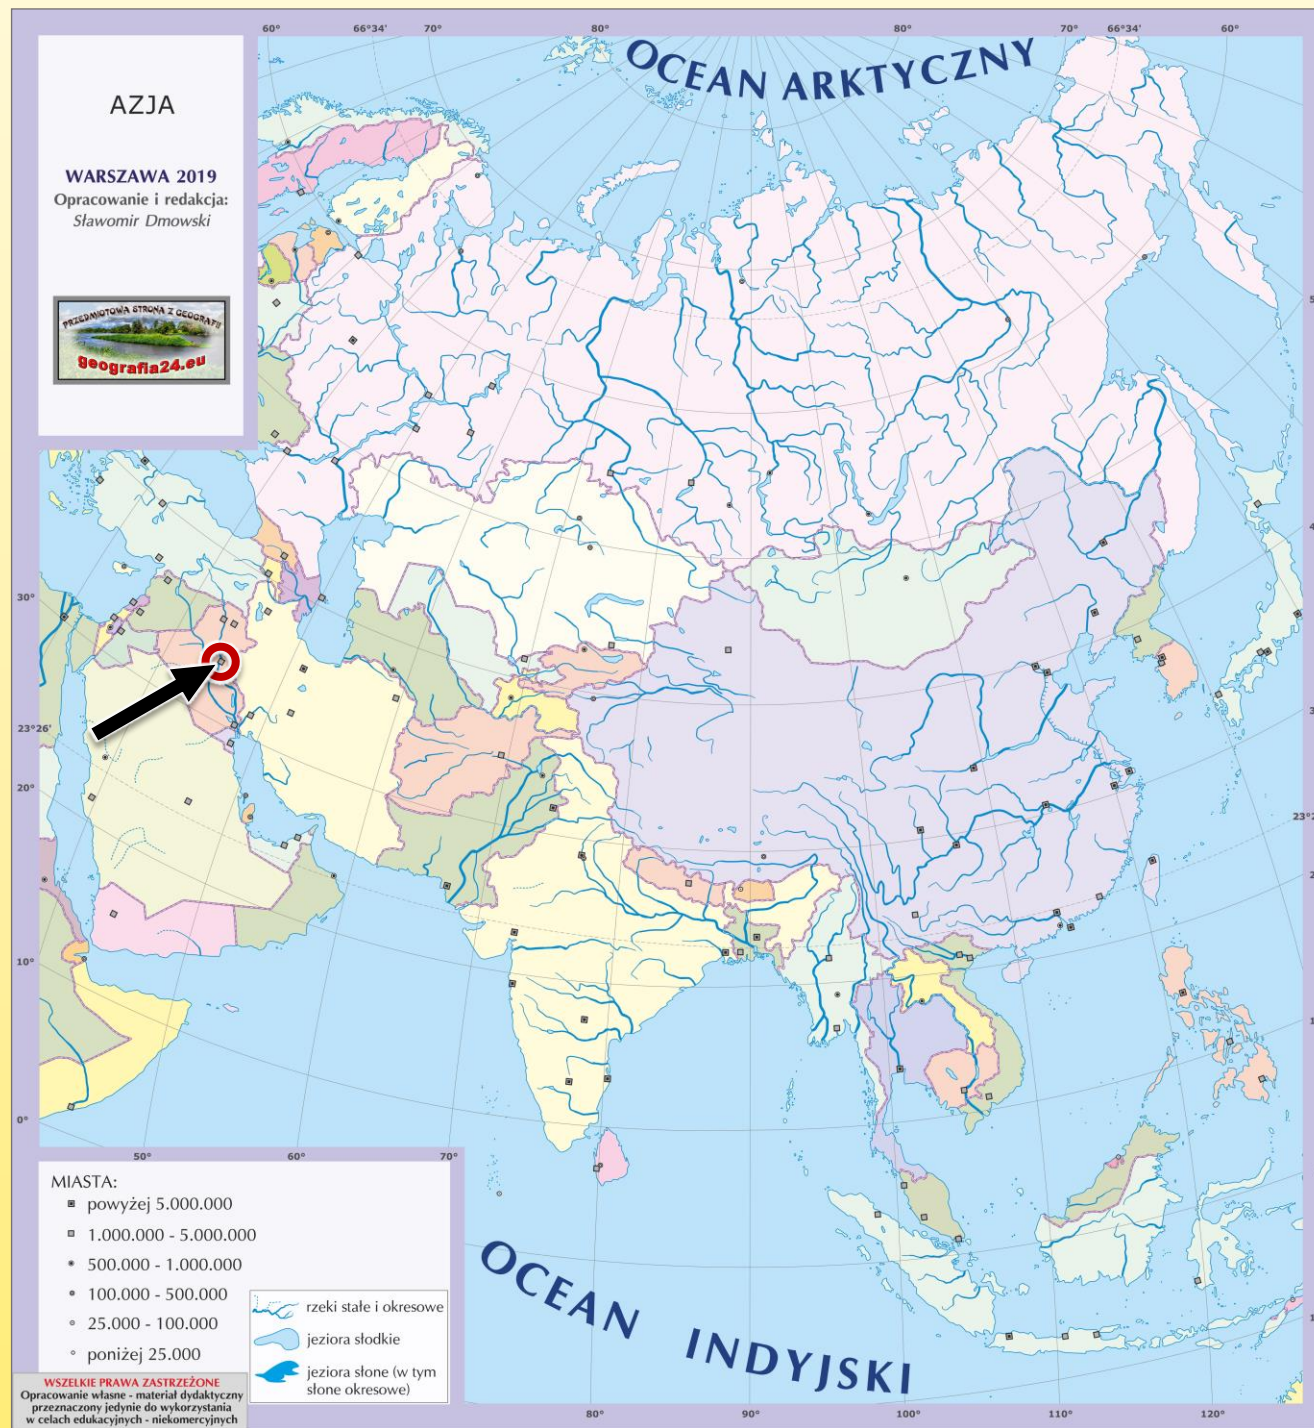 60°
66°34'
70°
80°
80°
70°
66°34'
60°
OCEAN ARKTYCZNY
AZJA
WARSZAWA 2019
Opracowanie i redakcja:
Sławomir Dmowski
PRZEDMIOTOWA STRONA Z GEOGRAFII
geografia24.eu
30°
23°26'
20°
10°
0°
50°
60°
70°
MIASTA:
powyżej 5.000.000
1.000.000 - 5.000.000
500.000 - 1.000.000
100.000 - 500.000
25.000 - 100.000
poniżej 25.000
rzeki stałe i okresowe
jeziora słodkie
jeziora słone (w tym
słone okresowe)
OCEAN INDYJSKI
WSZELKIE PRAWA ZASTRZEŻONE
Opracowanie własne - materiał dydaktyczny
przeznaczony jedynie do wykorzystania
w celach edukacyjnych - niekomercyjnych
80°
90°
100°
110°
120°